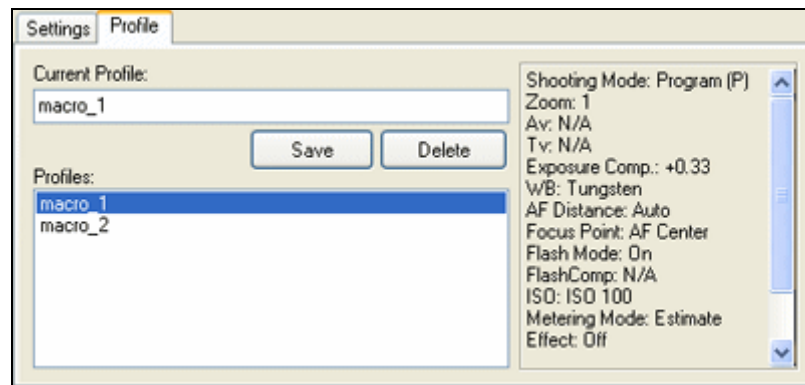 Settings Profile
Current Profile:
macro_1
Save Delete
Profiles:
macro_1
macro_2
Shooting Mode: Program (P)
Zoom: 1
Av: N/A
Tv: N/A
Exposure Comp.: +0.33
WB: Tungsten
AF Distance: Auto
Focus Point: AF Center
Flash Mode: On
FlashComp: N/A
ISO: ISO 100
Metering Mode: Estimate
Effect: Off